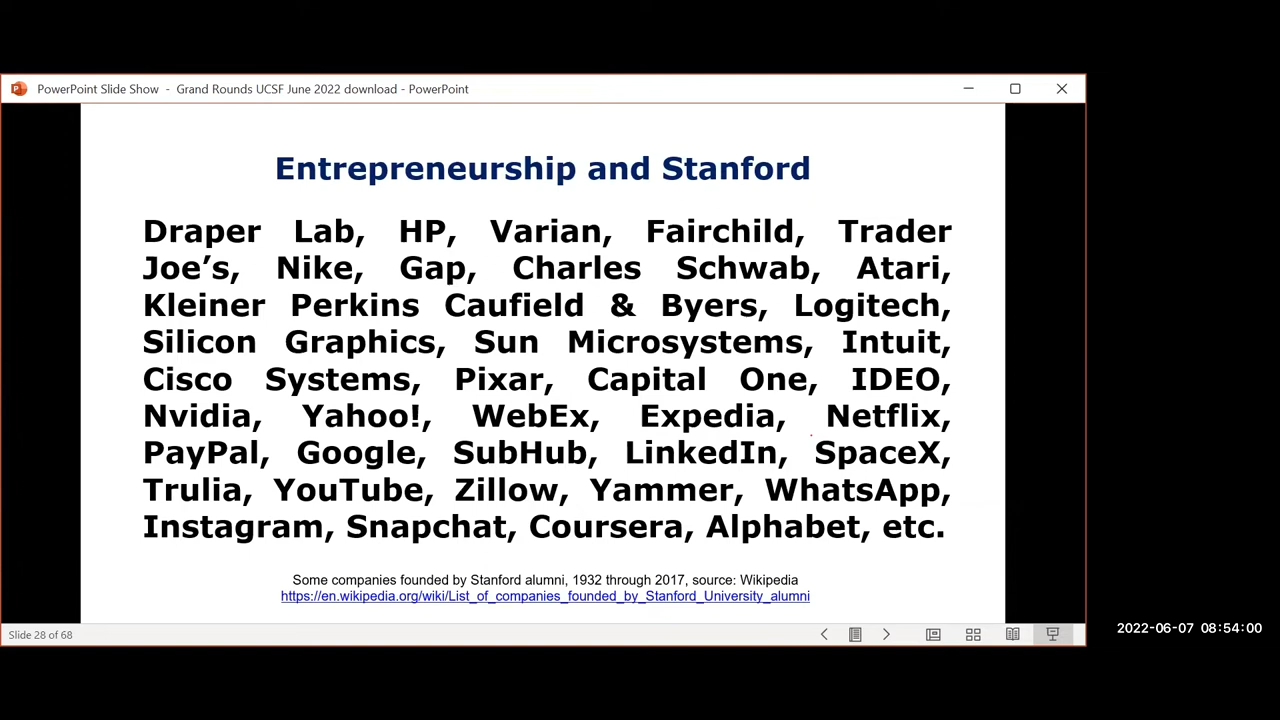 PowerPoint Slide Show - Grand Rounds UCSF June 2022 download - PowerPoint
Entrepreneurship and Stanford
Draper Lab, HP, Varian, Fairchild, Trader
Joe’s, Nike, Gap, Charles Schwab, Atari,
Kleiner Perkins Caufield & Byers, Logitech,
Silicon Graphics, Sun Microsystems, Intuit,
Cisco Systems, Pixar, Capital One, IDEO,
Nvidia, Yahoo!, WebEx, Expedia, Netflix,
PayPal, Google, SubHub, LinkedIn, SpaceX,
Trulia, YouTube, Zillow, Yammer, WhatsApp,
Instagram, Snapchat, Coursera, Alphabet, etc.
Some companies founded by Stanford alumni, 1932 through 2017, source: Wikipedia
https://en.wikipedia.org/wiki/List_of_companies_founded_by_Stanford_University_alumni
Slide 28 of 68
2022-06-07 08:54:00